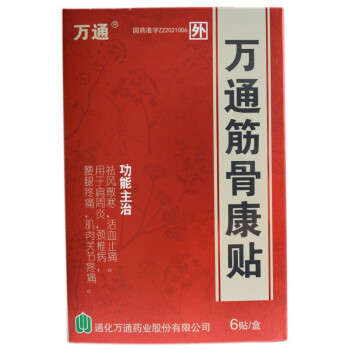 万通®
国药准字Z22021006
外
万通筋骨康贴
功能主治
祛风散寒，活血止痛。
用于肩周炎，颈椎病，
腰腿疼痛，肌肉关节疼痛。
通化万通药业股份有限公司
6贴/盒